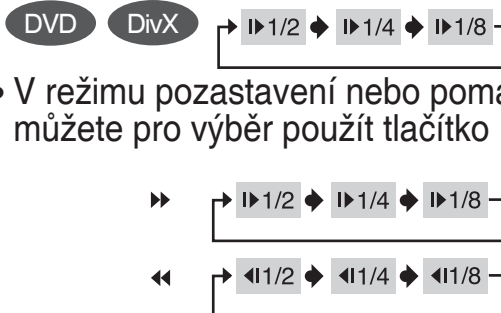 DVD DivX 1/2 1/4 1/8
• V režimu pozastavení nebo
můžete pro výběr použít tlačítko
1/2 1/4 1/8
1/2 1/4 1/8